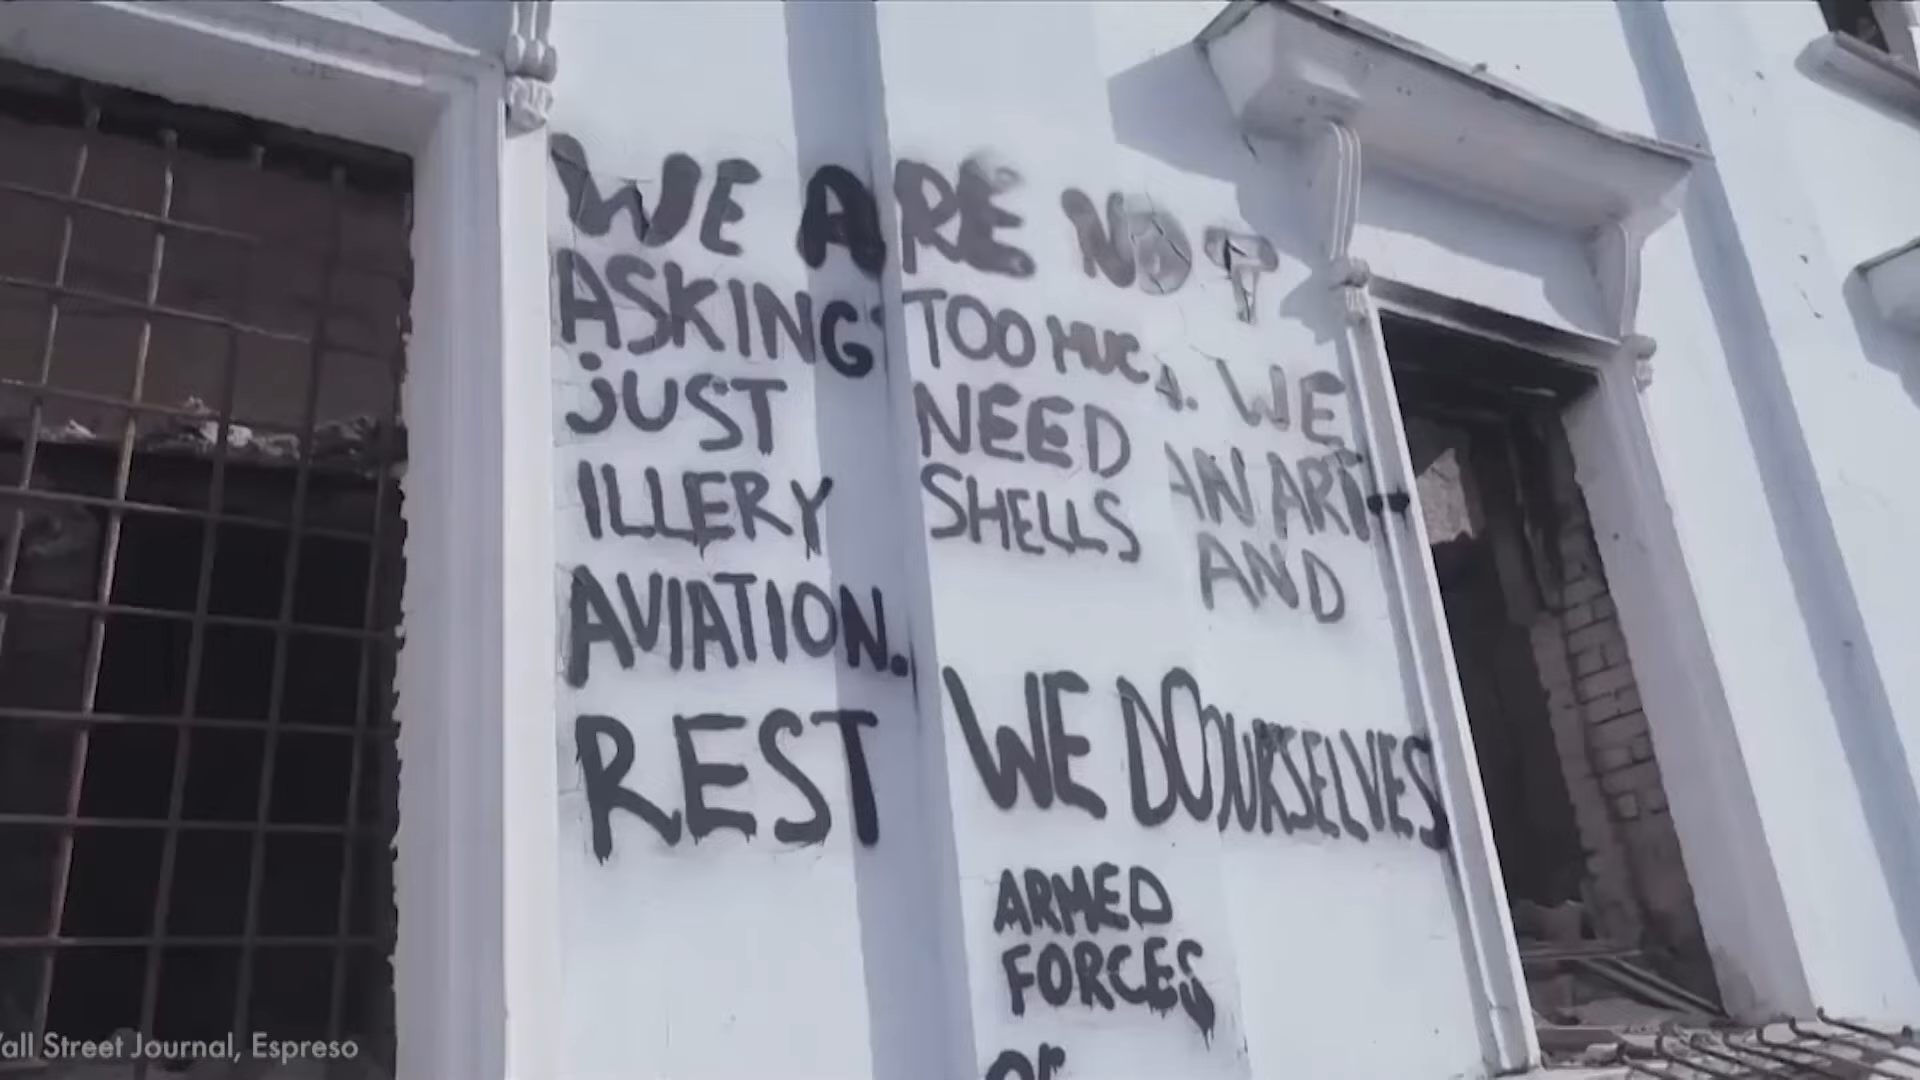 WE ARE NOT
ASKING TOO MUCH. WE
JUST NEED AN ART
ILLERY SHELLS AND
AVIATION.
REST WE DO OURSELVES
ARMED
FORCES
OF
all Street Journal, Espreso